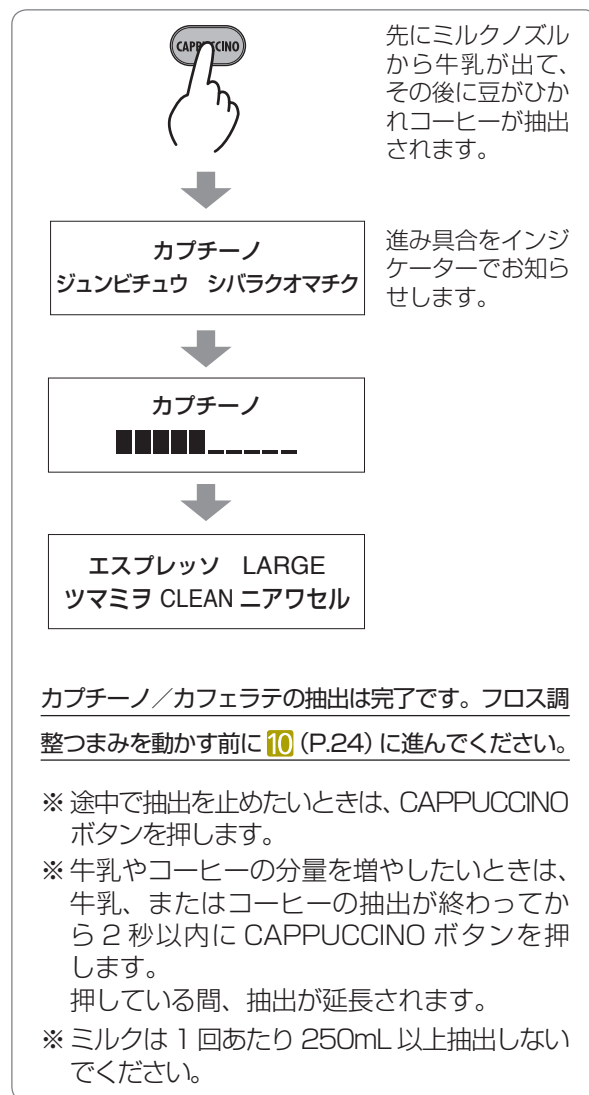 CAPPUCCINO
先にミルクノズル
から牛乳が出て、
その後に豆がひか
れコーヒーが抽出
されます。
カプチーノ
ジュンビチュウ　シバラクオマチク
進み具合をインジ
ケーターでお知ら
せします。
カプチーノ
エスプレッソ　LARGE
ツマミヲ CLEAN ニアワセル
カプチーノ／カフェラテの抽出は完了です。フロス調
整つまみを動かす前に 10 (P.24) に進んでください。
※ 途中で抽出を止めたいときは、CAPPUCCINO
ボタンを押します。
※ 牛乳やコーヒーの分量を増やしたいときは、
牛乳、またはコーヒーの抽出が終わってか
ら 2 秒以内に CAPPUCCINO ボタンを押
します。
押している間、抽出が延長されます。
※ ミルクは 1 回あたり 250mL 以上抽出しない
でください。